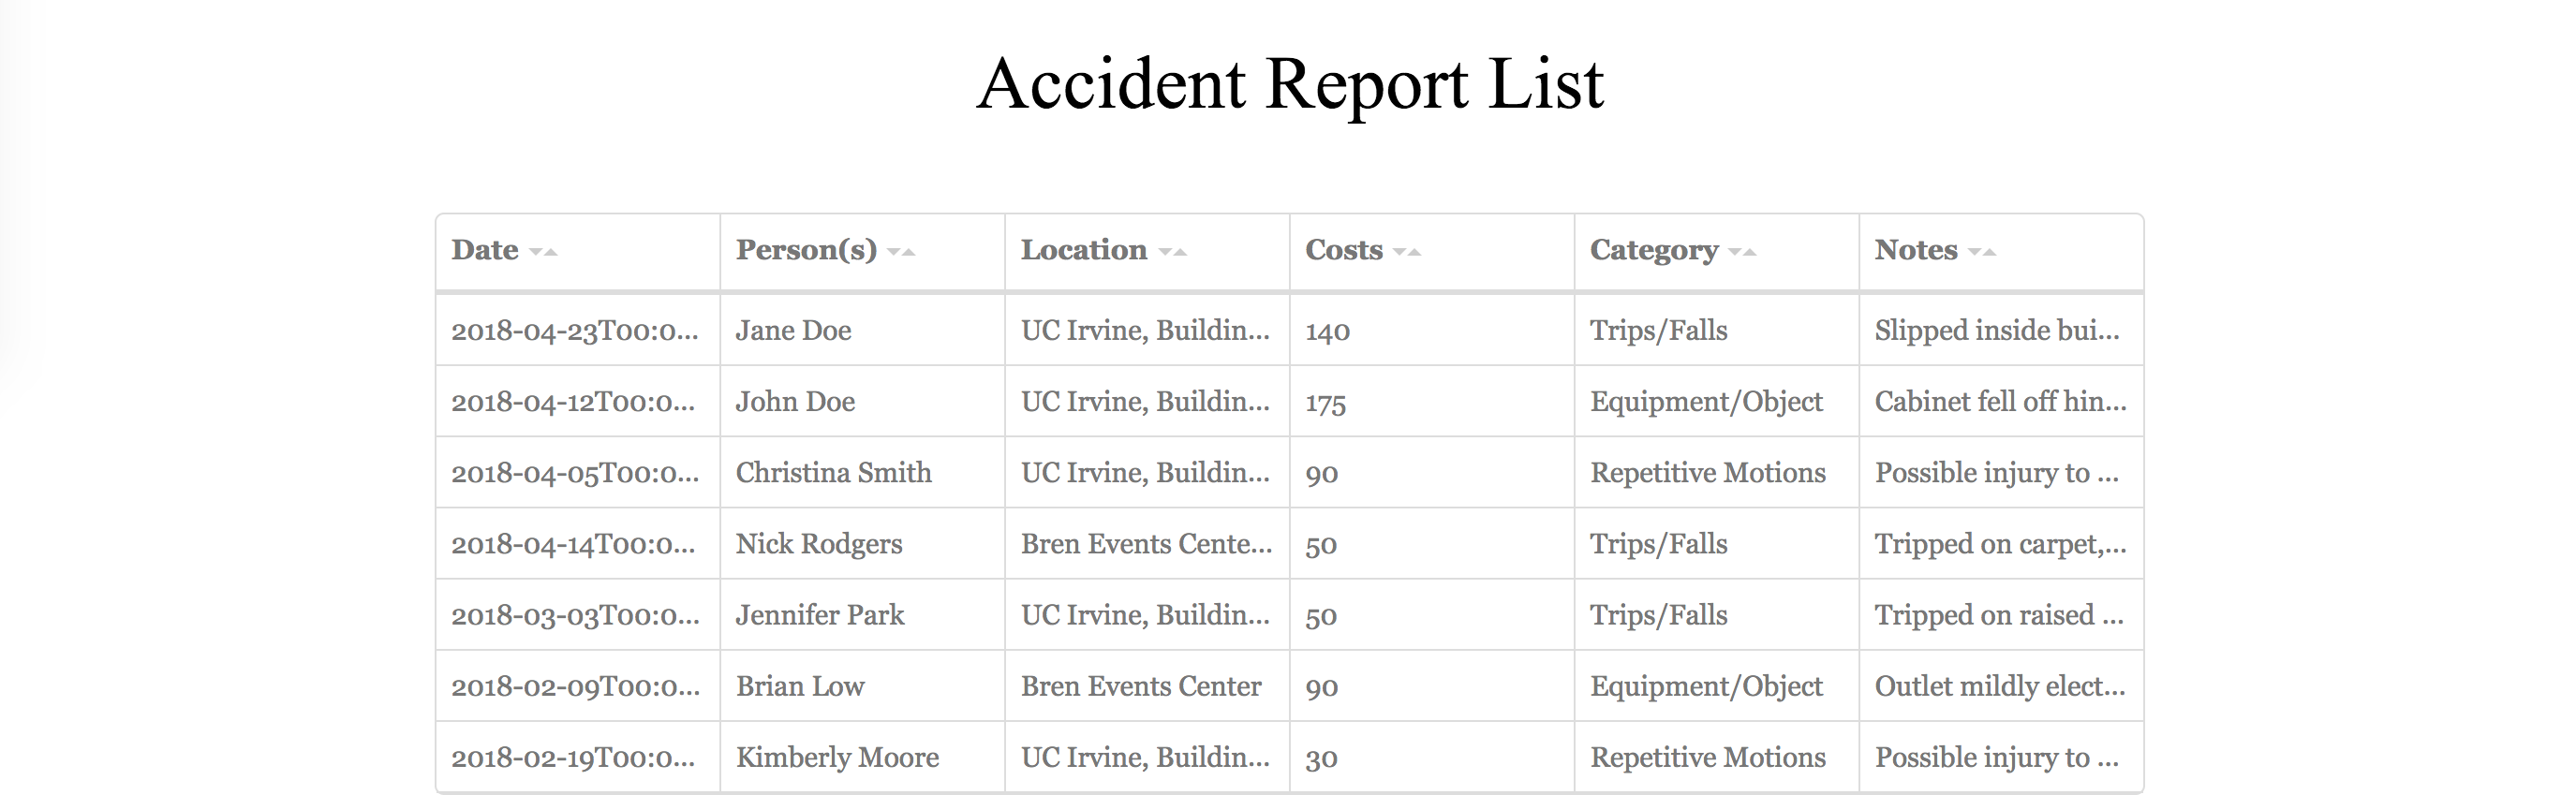 Accident Report List
Date Person(s) Location Costs Category Notes
2018-04-23T00:0... Jane Doe UC Irvine, Buildin... 140 Trips/Falls Slipped inside bui...
2018-04-12T00:0... John Doe UC Irvine, Buildin... 175 Equipment/Object Cabinet fell off hin...
2018-04-05T00:0... Christina Smith UC Irvine, Buildin... 90 Repetitive Motions Possible injury to ...
2018-04-14T00:0... Nick Rodgers Bren Events Cente... 50 Trips/Falls Tripped on carpet,...
2018-03-03T00:0... Jennifer Park UC Irvine, Buildin... 50 Trips/Falls Tripped on raised ...
2018-02-09T00:0... Brian Low Bren Events Center 90 Equipment/Object Outlet mildly elect...
2018-02-19T00:0... Kimberly Moore UC Irvine, Buildin... 30 Repetitive Motions Possible injury to ...